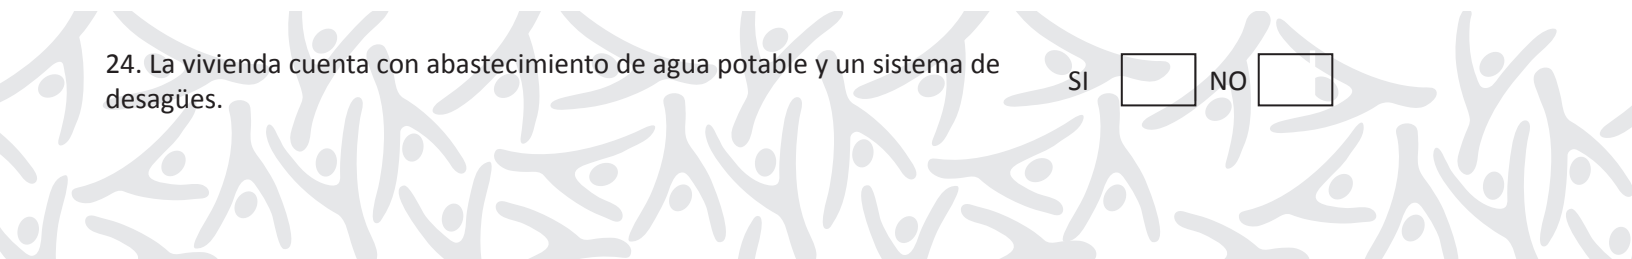 24. La vivienda cuenta con abastecimiento de agua potable y un sistema de
desagües.
SI NO